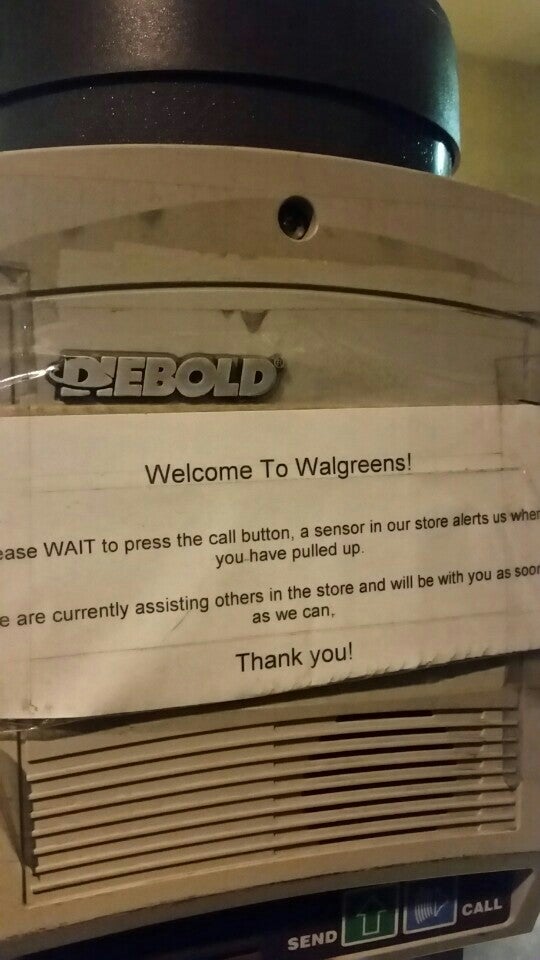 DIEBOLD®
Welcome To Walgreens!
ease WAIT to press the call button, a sensor in our store alerts us when
you have pulled up.
e are currently assisting others in the store and will be with you as soon
as we can,
Thank you!
SEND CALL